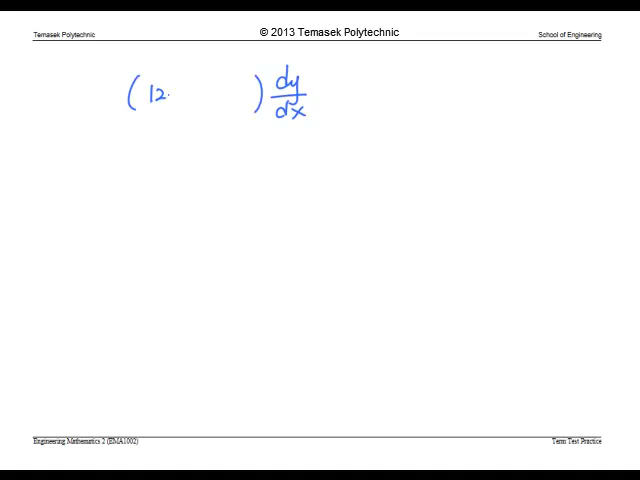 Temasek Polytechnic © 2013 Temasek Polytechnic School of Engineering
( 12 ) dy/dx
Engineering Mathematics 2 (EMA1002) Term Test Practice